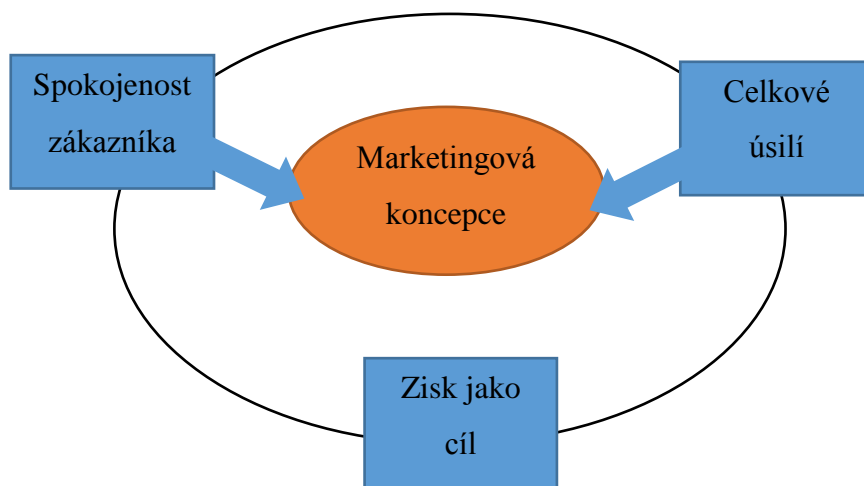 Spokojenost
zákazníka
Marketingová
koncepce
Celkové
úsilí
Zisk jako
cíl